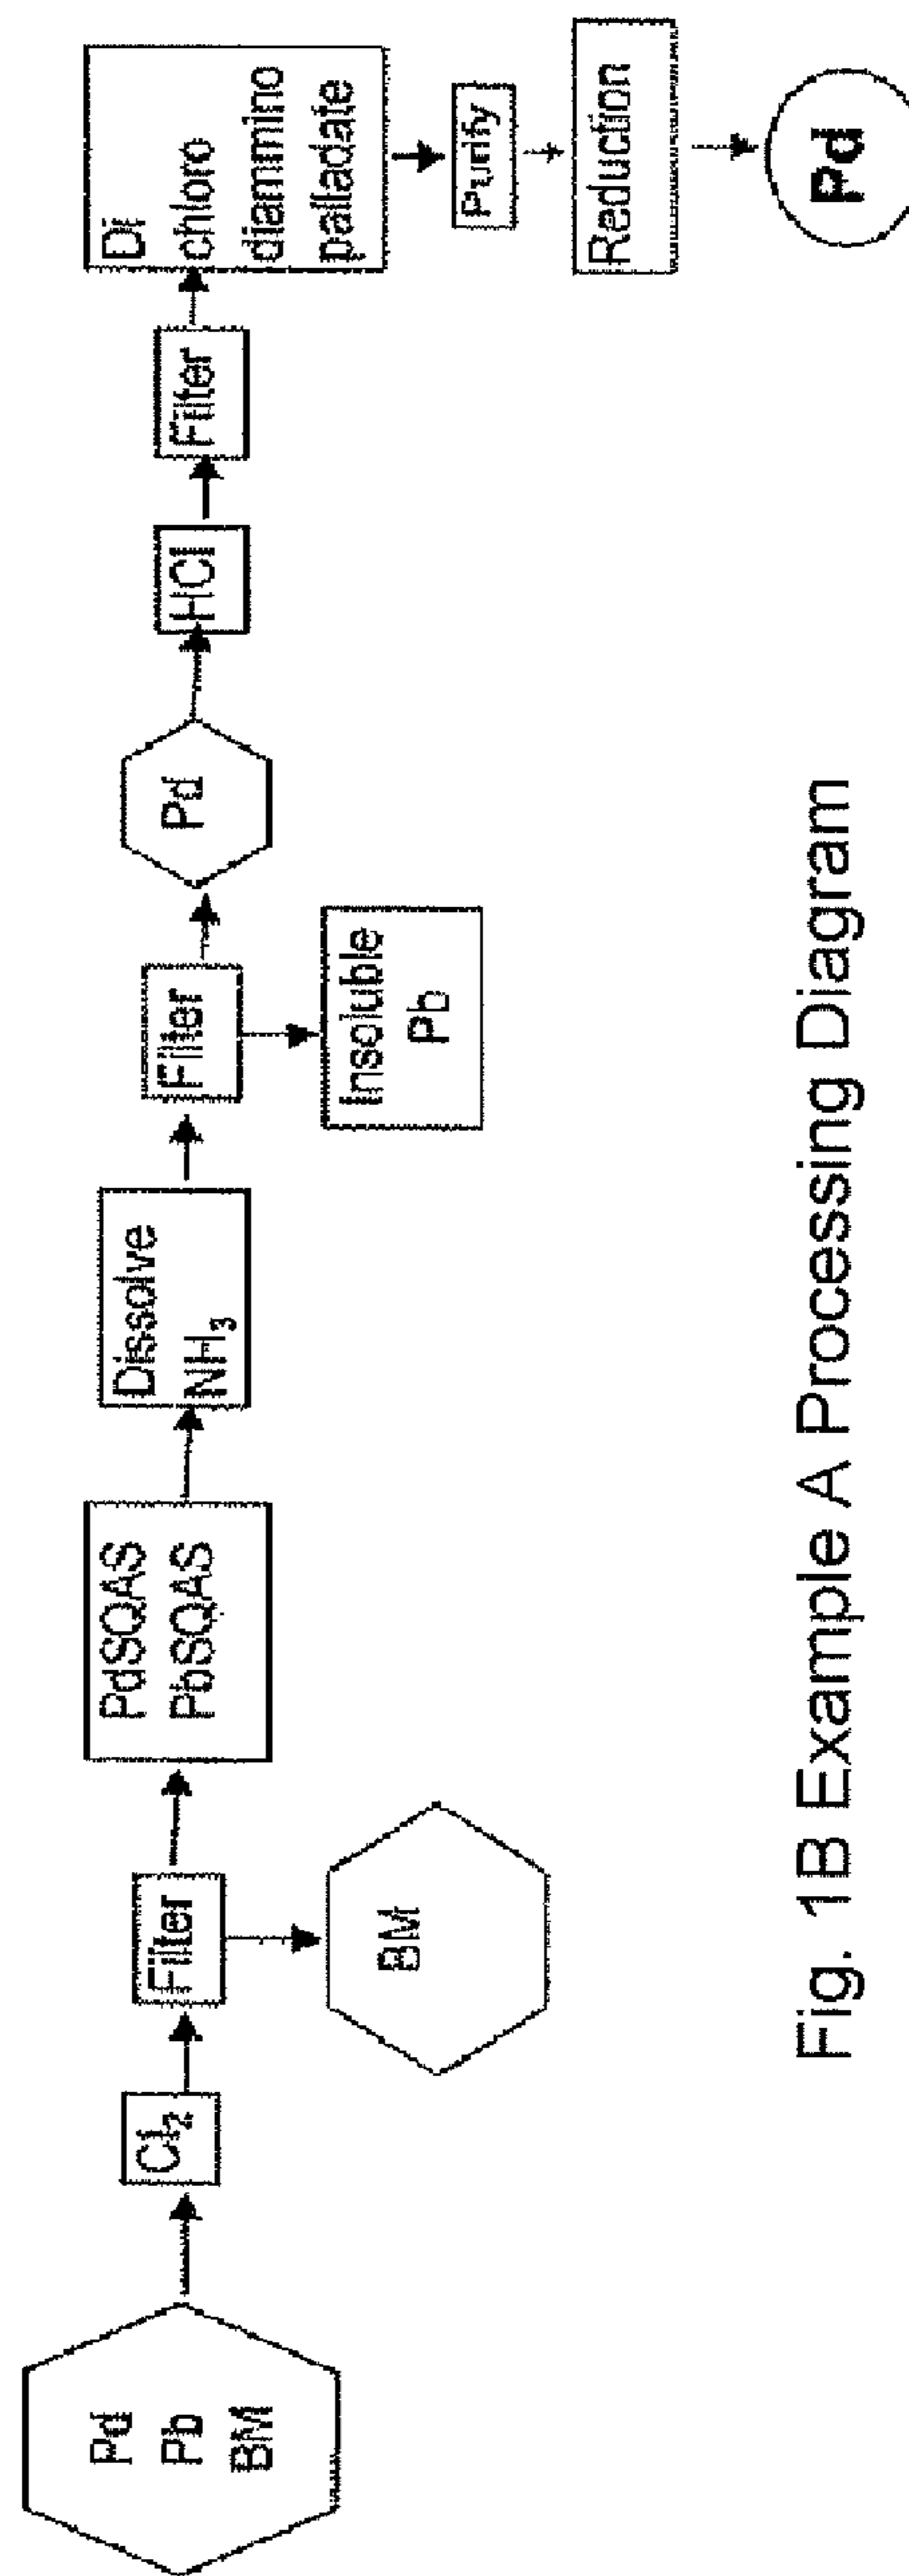 Pd
Pb
BM
Cl₂
Filter
BM
PdSQAS
PbSQAS
Dissolve
NH₃
Filter
Insoluble
Pb
Pd
HCl
Filter
Di
chloro
diammino
palladate
Purify
Reduction
Pd
Fig. 1B Example A Processing Diagram